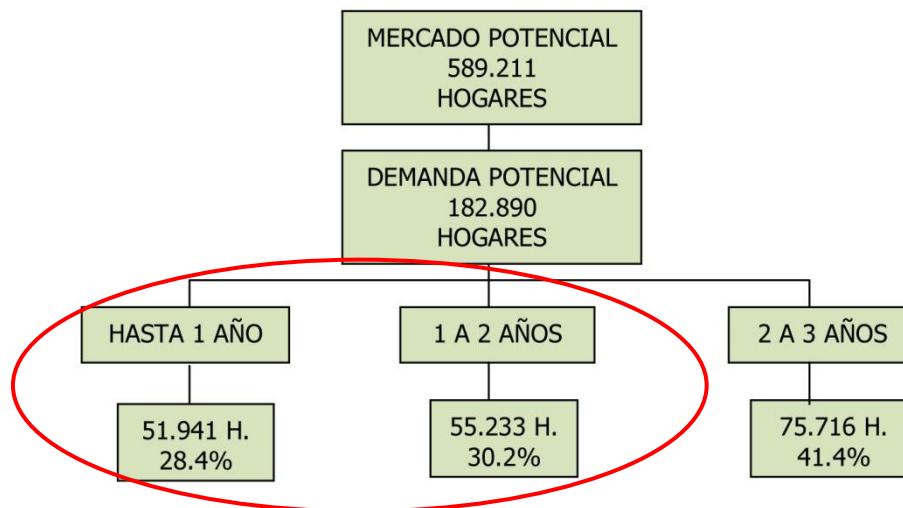 MERCADO POTENCIAL
589.211
HOGARES
DEMANDA POTENCIAL
182.890
HOGARES
HASTA 1 AÑO
1 A 2 AÑOS
2 A 3 AÑOS
51.941 H.
28.4%
55.233 H.
30.2%
75.716 H.
41.4%